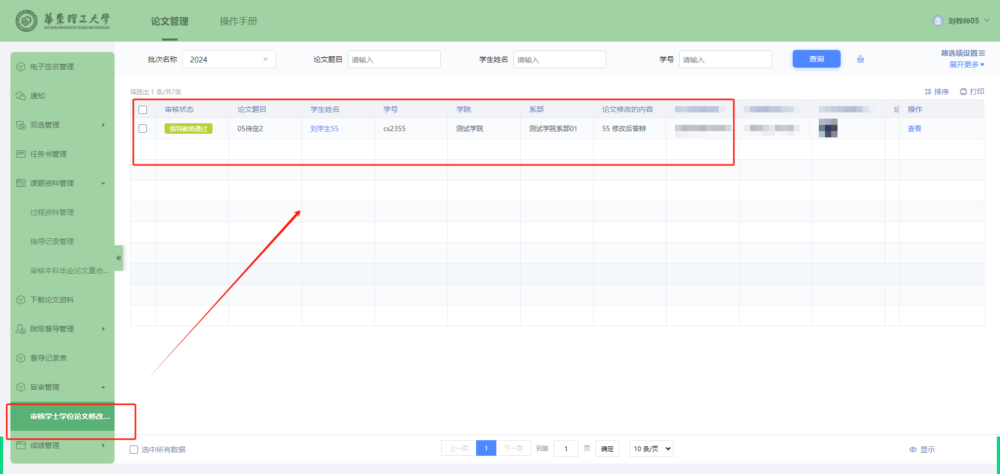 華東理工大學
EAST CHINA UNIVERSITY OF SCIENCE AND TECHNOLOGY
论文管理
操作手册
刘教师05
电子签名管理
通知
双选管理
任务书管理
课题资料管理
过程资料管理
指导记录管理
审核本科毕业论文重合...
下载论文资料
院级督导管理
督导记录表
盲审管理
审核学士学位论文修改...
成绩管理
批次名称 2024 论文题目 请输入 学生姓名 请输入 学号 请输入 查询
筛选项设置
展开更多
筛选出 1 条/共7条
排序 打印
审核状态 论文题目 学生姓名 学号 学院 系部 论文修改的内容 操作
指导教师通过 05待定2 刘学生55 cs2355 测试学院 测试学院系部01 55 修改后答辩 查看
选中所有数据 上一页 1 下一页 到第 1 页 确定 10 条/页 显示